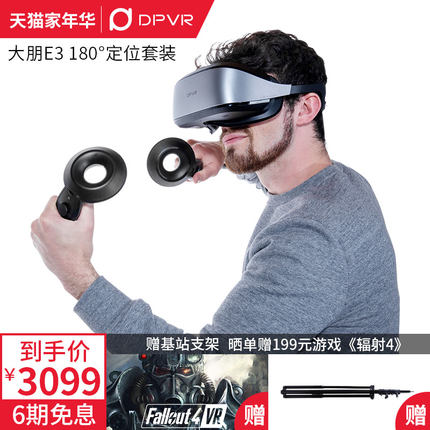 天猫家年华 DPVR
大朋E3 180°定位套装
DPVR
赠基站支架 晒单赠199元游戏《辐射4》
到手价
¥3099
6期免息
Fallout 4 VR
赠
赠